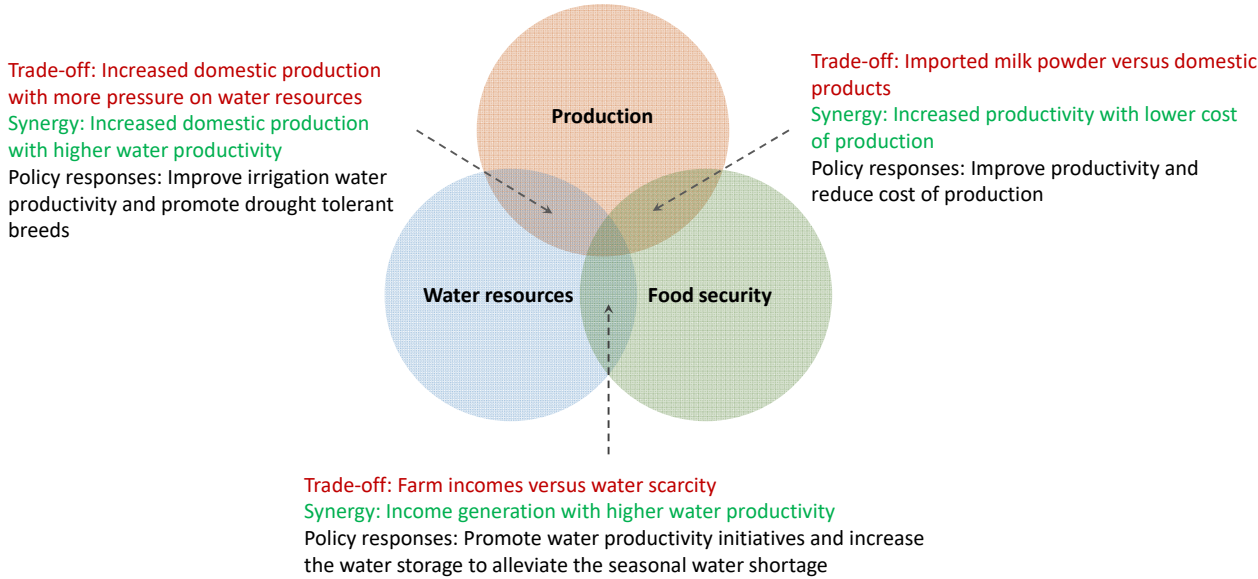 Trade-off: Increased domestic production
with more pressure on water resources
Synergy: Increased domestic production
with higher water productivity
Policy responses: Improve irrigation water
productivity and promote drought tolerant
breeds
Production
Trade-off: Imported milk powder versus domestic
products
Synergy: Increased productivity with lower cost
of production
Policy responses: Improve productivity and
reduce cost of production
Water resources
Food security
Trade-off: Farm incomes versus water scarcity
Synergy: Income generation with higher water productivity
Policy responses: Promote water productivity initiatives and increase
the water storage to alleviate the seasonal water shortage